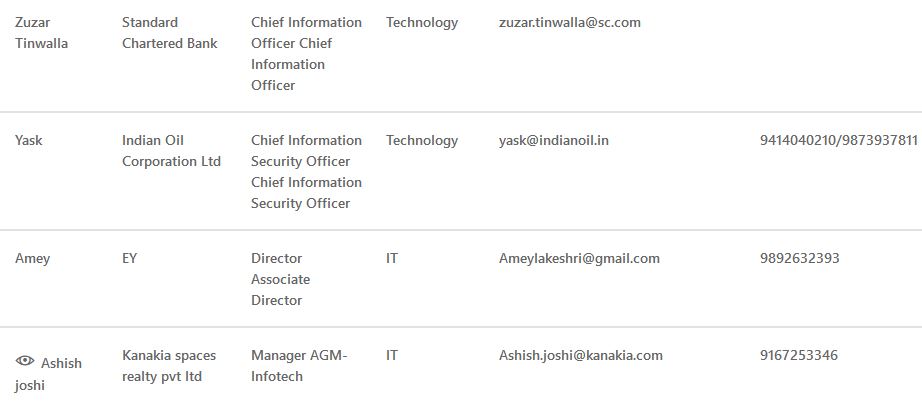 Zuzar Standard Chief Information Technology zuzar.tinwalla@sc.com
Tinwalla Chartered Bank Officer Chief
Information
Officer
Yask Indian Oil Chief Information Technology yask@indianoil.in 9414040210/9873937811
Corporation Ltd Security Officer
Chief Information
Security Officer
Amey EY Director IT Ameylakeshri@gmail.com 9892632393
Associate
Director
Ashish Kanakia spaces Manager AGM- IT Ashish.joshi@kanakia.com 9167253346
joshi realty pvt ltd Infotech